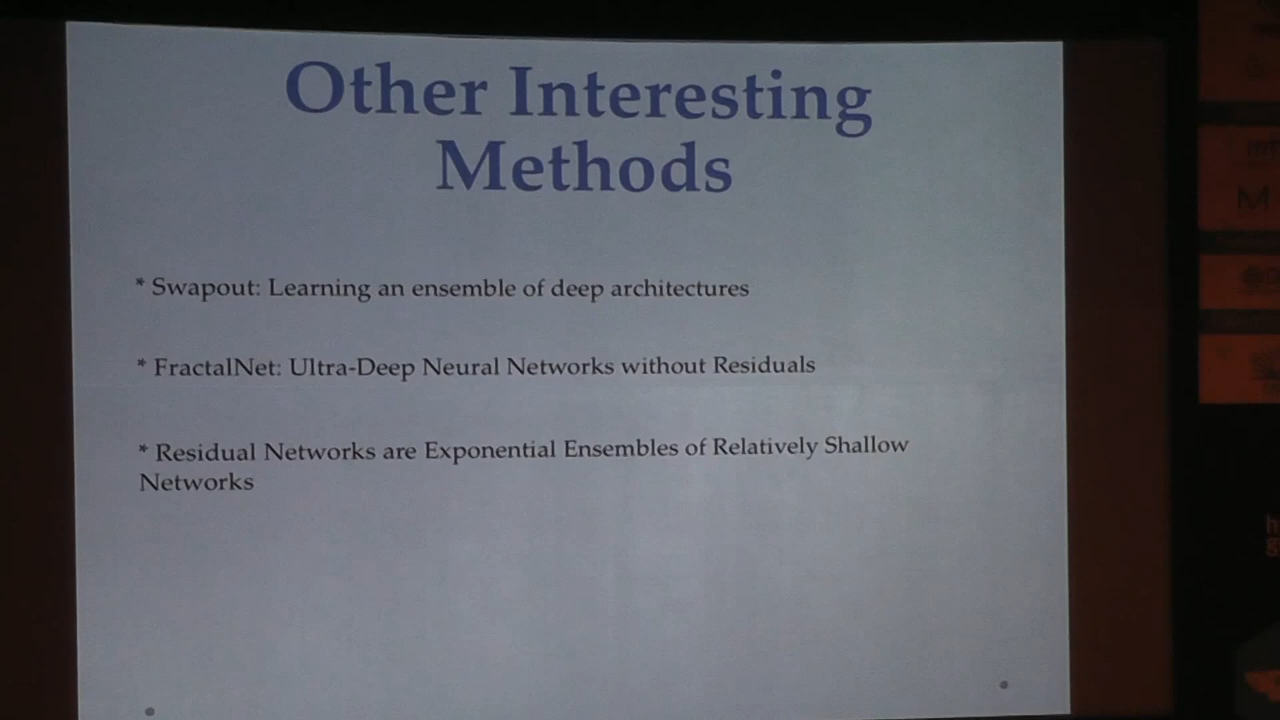 Other Interesting
Methods
* Swapout: Learning an ensemble of deep architectures
* FractalNet: Ultra-Deep Neural Networks without Residuals
* Residual Networks are Exponential Ensembles of Relatively Shallow
Networks